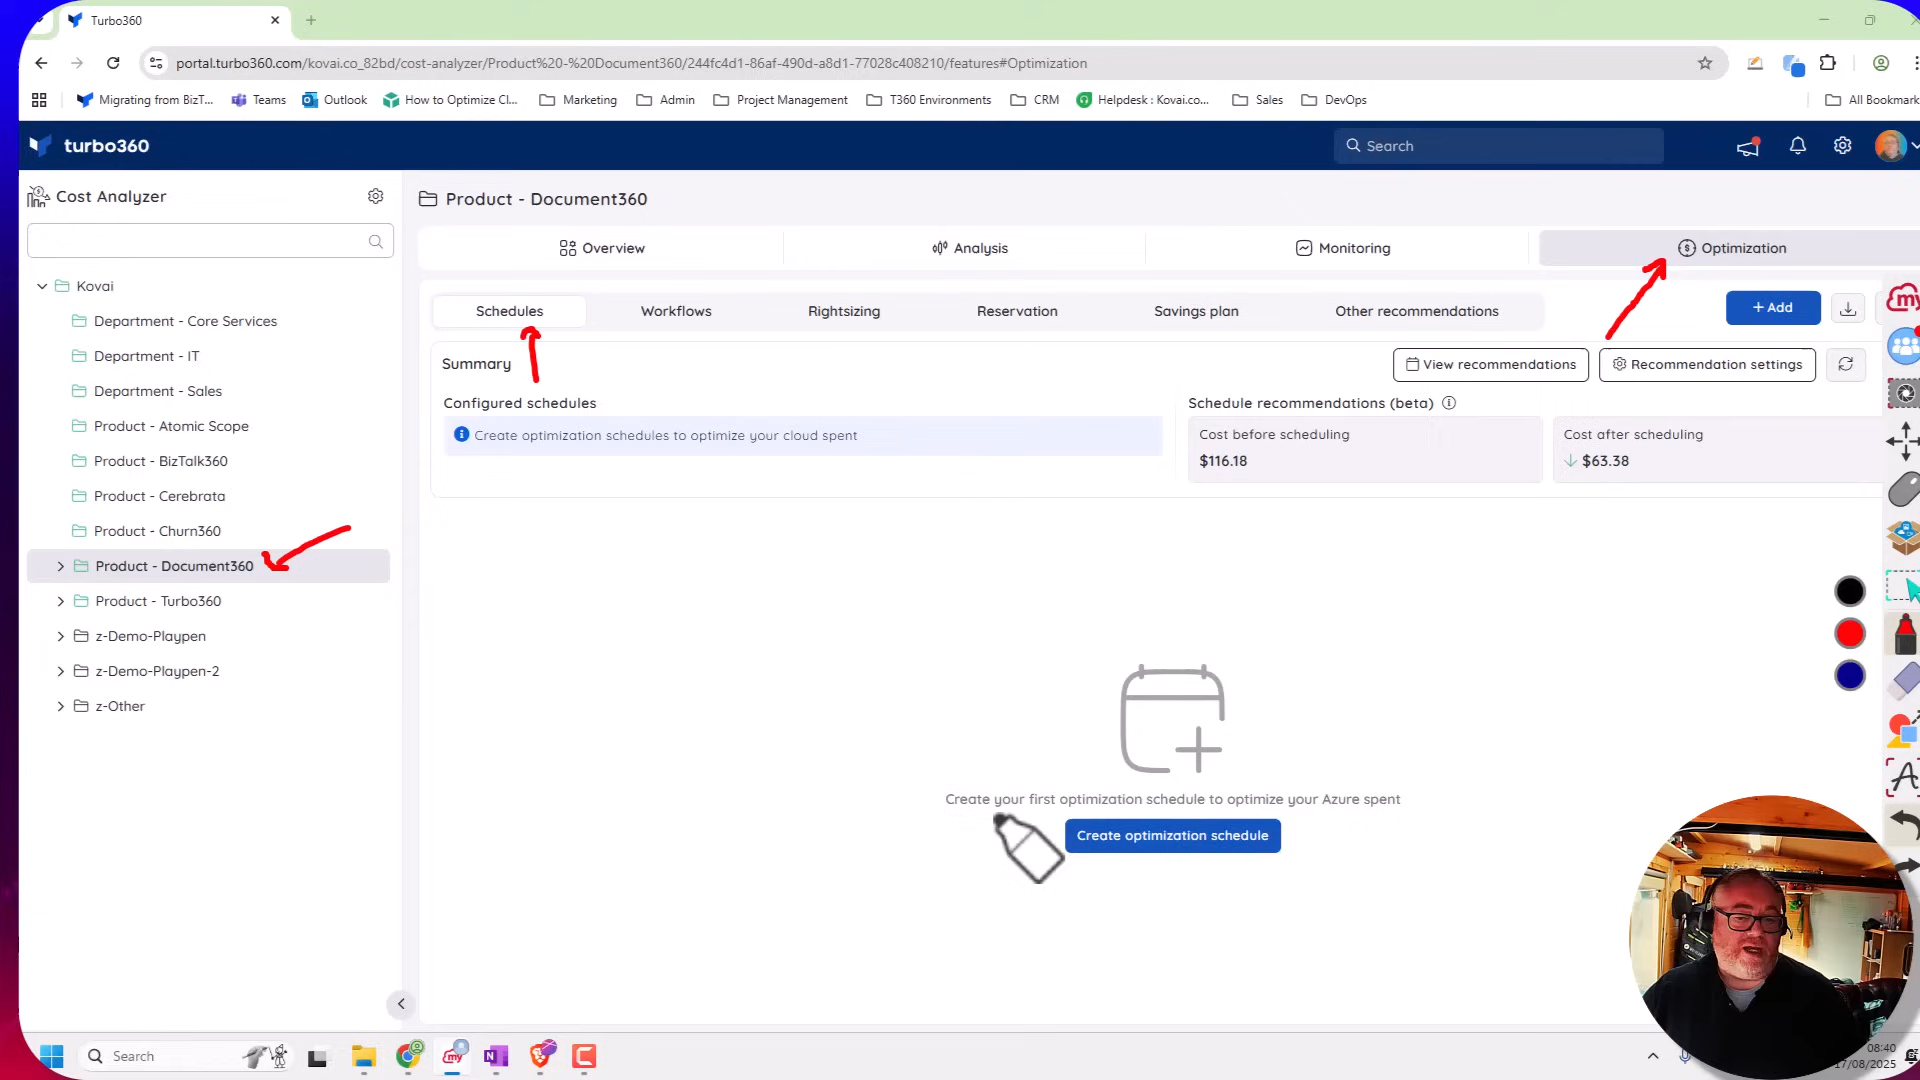 Turbo360
portal.turbo360.com/kovai.co_82bd/cost-analyzer/Product%20-%20Document360/244fc4d1-86af-490d-a8d1-77028c408210/features#Optimization
Migrating from BizT...
Teams
Outlook
How to Optimize Cl...
Marketing
Admin
Project Management
T360 Environments
CRM
Helpdesk : Kovai.co...
Sales
DevOps
All Bookmark
turbo360
Search
Cost Analyzer
Product - Document360
Overview
Analysis
Monitoring
Optimization
Kovai
Department - Core Services
Department - IT
Department - Sales
Product - Atomic Scope
Product - BizTalk360
Product - Cerebrata
Product - Churn360
Product - Document360
Product - Turbo360
z-Demo-Playpen
z-Demo-Playpen-2
z-Other
Schedules
Workflows
Rightsizing
Reservation
Savings plan
Other recommendations
+ Add
Summary
View recommendations
Recommendation settings
Configured schedules
Create optimization schedules to optimize your cloud spent
Schedule recommendations (beta)
Cost before scheduling
$116.18
Cost after scheduling
$63.38
Create your first optimization schedule to optimize your Azure spent
Create optimization schedule
my
A
Search
my
N
C
08:40
17/08/2025